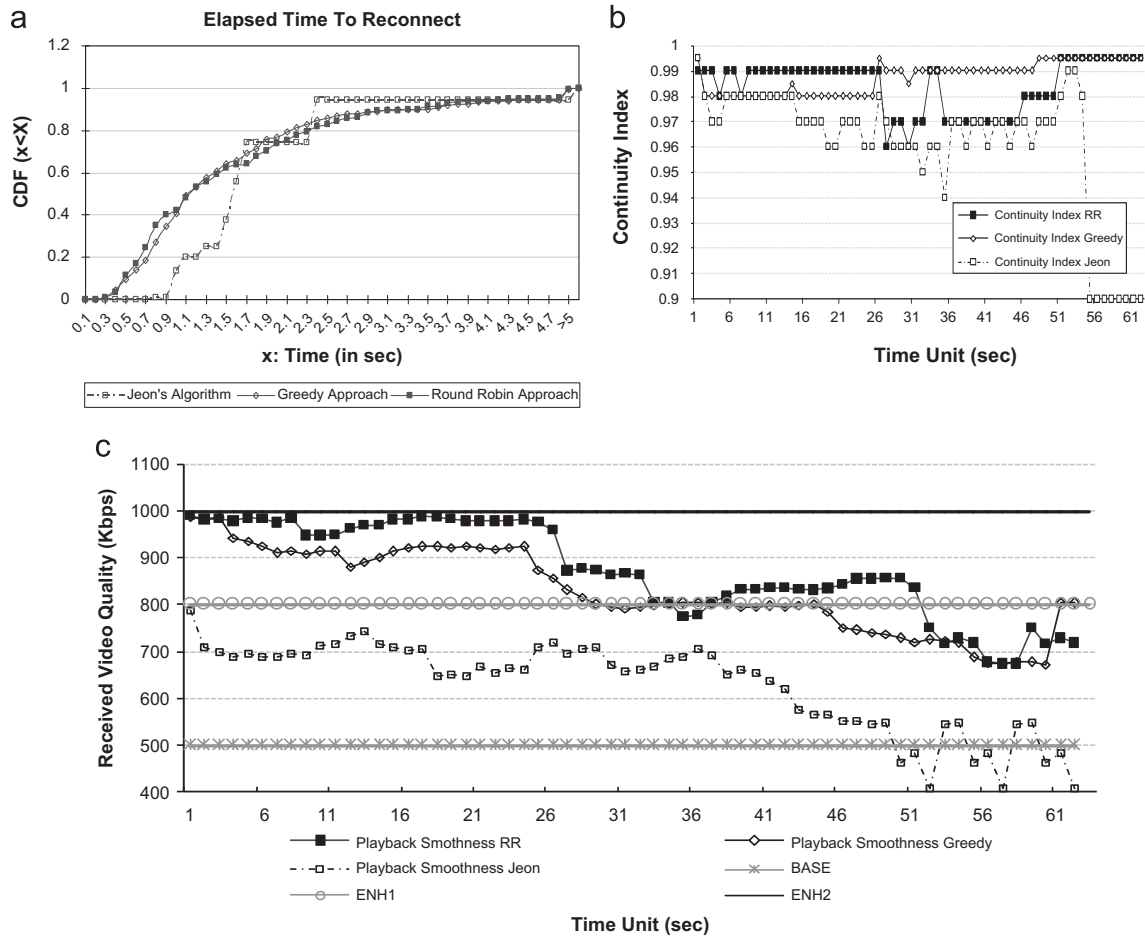 a
Elapsed Time To Reconnect
1.2
1
0.8
0.6
0.4
0.2
0
CDF (x<X)
0.1 0.3 0.5 0.7 0.9 1.1 1.3 1.5 1.7 1.9 2.1 2.3 2.5 2.7 2.9 3.1 3.3 3.5 3.7 3.9 4.1 4.3 4.5 4.7 >5
x: Time (in sec)
Jeon's Algorithm Greedy Approach Round Robin Approach
b
1
0.99
0.98
0.97
0.96
0.95
0.94
0.93
0.92
0.91
0.9
Continuity Index
Continuity Index RR
Continuity Index Greedy
Continuity Index Jeon
1 6 11 16 21 26 31 36 41 46 51 56 61
Time Unit (sec)
c
1100
1000
900
800
700
600
500
400
Received Video Quality (Kbps)
1 6 11 16 21 26 31 36 41 46 51 56 61
Playback Smothness RR
Playback Smoothness Greedy
Playback Smoothness Jeon
BASE
ENH1
ENH2
Time Unit (sec)